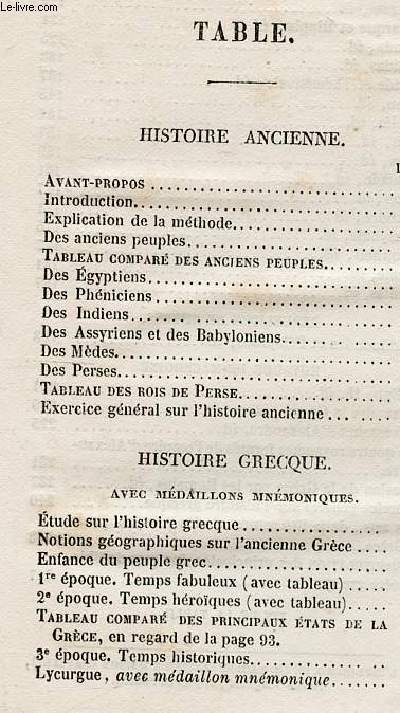 Le-livre.com
TABLE.
HISTOIRE ANCIENNE.
AVANT-PROPOS ........................
Introduction........................
Explication de la méthode........................
Des anciens peuples........................
TABLEAU COMPARÉ DES ANCIENS PEUPLES........
Des Égyptiens........................
Des Phéniciens........................
Des Indiens........................
Des Assyriens et des Babyloniens............
Des Mèdes........................
Des Perses........................
TABLEAU DES ROIS DE PERSE................
Exercice général sur l'histoire ancienne... ....
HISTOIRE GRECQUE.
AVEC MÉDAILLONS MNÉMONIQUES.
Étude sur l'histoire grecque................
Notions géographiques sur l'ancienne Grèce ....
Enfance du peuple grec....................
1re époque. Temps fabuleux (avec tableau).....
2e époque. Temps héroïques (avec tableau).....
TABLEAU COMPARÉ DES PRINCIPAUX ÉTATS DE LA
GRÈCE, en regard de la page 93.
3e époque. Temps historiques................
Lycurgue, avec médaillon mnémonique.......